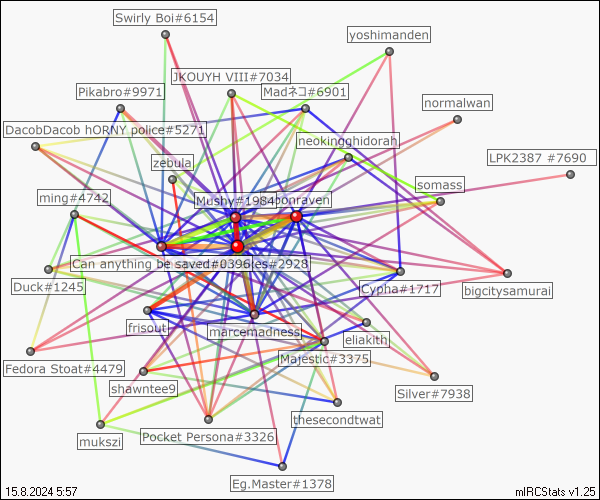 Swirly Boi#6154
yoshimanden
JKOUYH VIII#7034
Pikabro#9971
Madネコ#6901
normalwan
DacobDacob hORNY police#5271
neokingghidorah
zebula
LPK2387 #7690
somass
ming#4742
Mushy#1984
bonraven
Can anything be saved#0396
les#2928
Duck#1245
Cypha#1717
bigcitysamurai
frisout
marcemadness
eliakith
Majestic#3375
Fedora Stoat#4479
shawntee9
Silver#7938
thesecondtwat
mukszi
Pocket Persona#3326
Eg.Master#1378
15.8.2024 5:57
mIRCStats v1.25